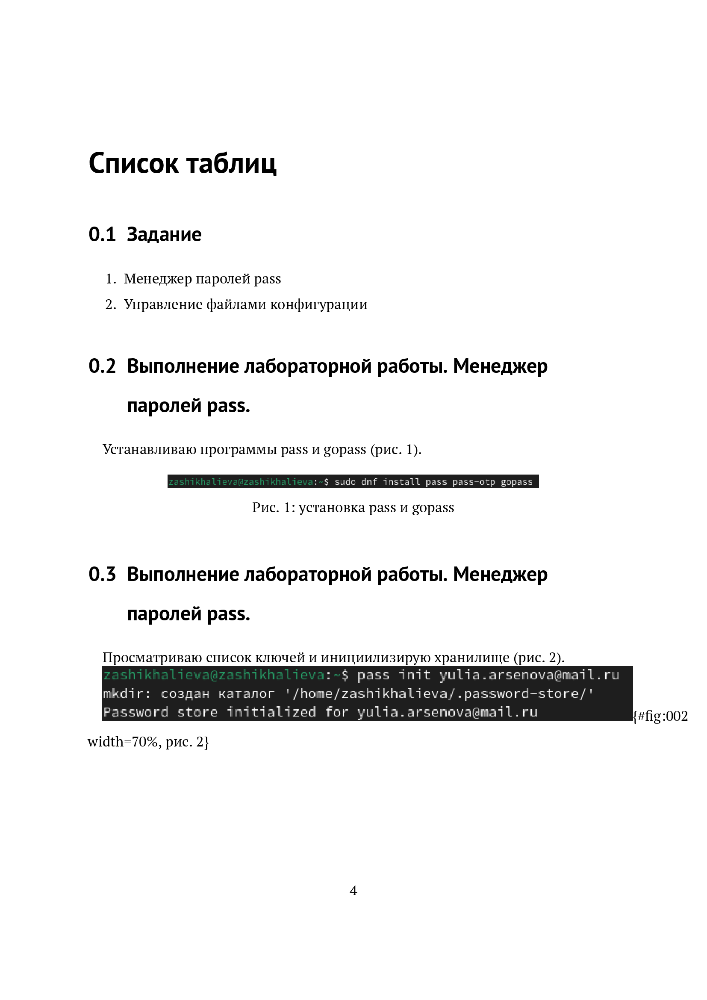 Список таблиц
0.1 Задание
1. Менеджер паролей pass
2. Управление файлами конфигурации
0.2 Выполнение лабораторной работы. Менеджер
паролей pass.
Устанавливаю программы pass и gopass (рис. 1).
zashikhalieva@zashikhalieva:~$ sudo dnf install pass pass-otp gopass
Рис. 1: установка pass и gopass
0.3 Выполнение лабораторной работы. Менеджер
паролей pass.
Просматриваю список ключей и инициилизирую хранилище (рис. 2).
zashikhalieva@zashikhalieva:~$ pass init yulia.arsenova@mail.ru
mkdir: создан каталог '/home/zashikhalieva/.password-store/'
Password store initialized for yulia.arsenova@mail.ru
{#fig:002
width=70%, рис. 2}
4